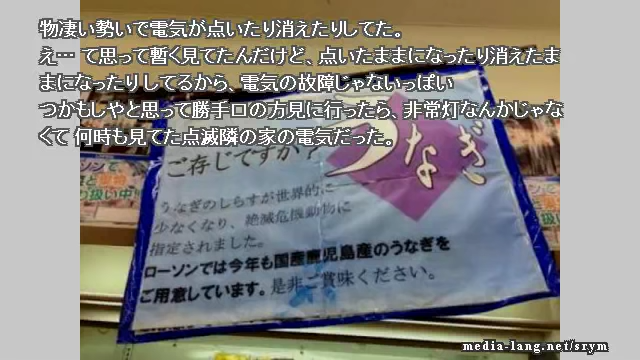 物凄い勢いで電気が点いたり消えたりしてた。
え… て思って暫く見てたんだけど、点いたままになったり消えたま
まになったりしてるから、電気の故障じゃないっぽい
つかもしやと思って勝手口の方見に行ったら、非常灯なんかじゃな
くて 何時も見てた点滅隣の家の電気だった。
ご存じですか？
うなぎ
うなぎのしらすが世界的に
少なくなり、絶滅危機動物に
指定されました。
ローソンでは今年も国産鹿児島産のうなぎを
ご用意しています。是非ご賞味ください。
り扱い中
media-lang.net/srym